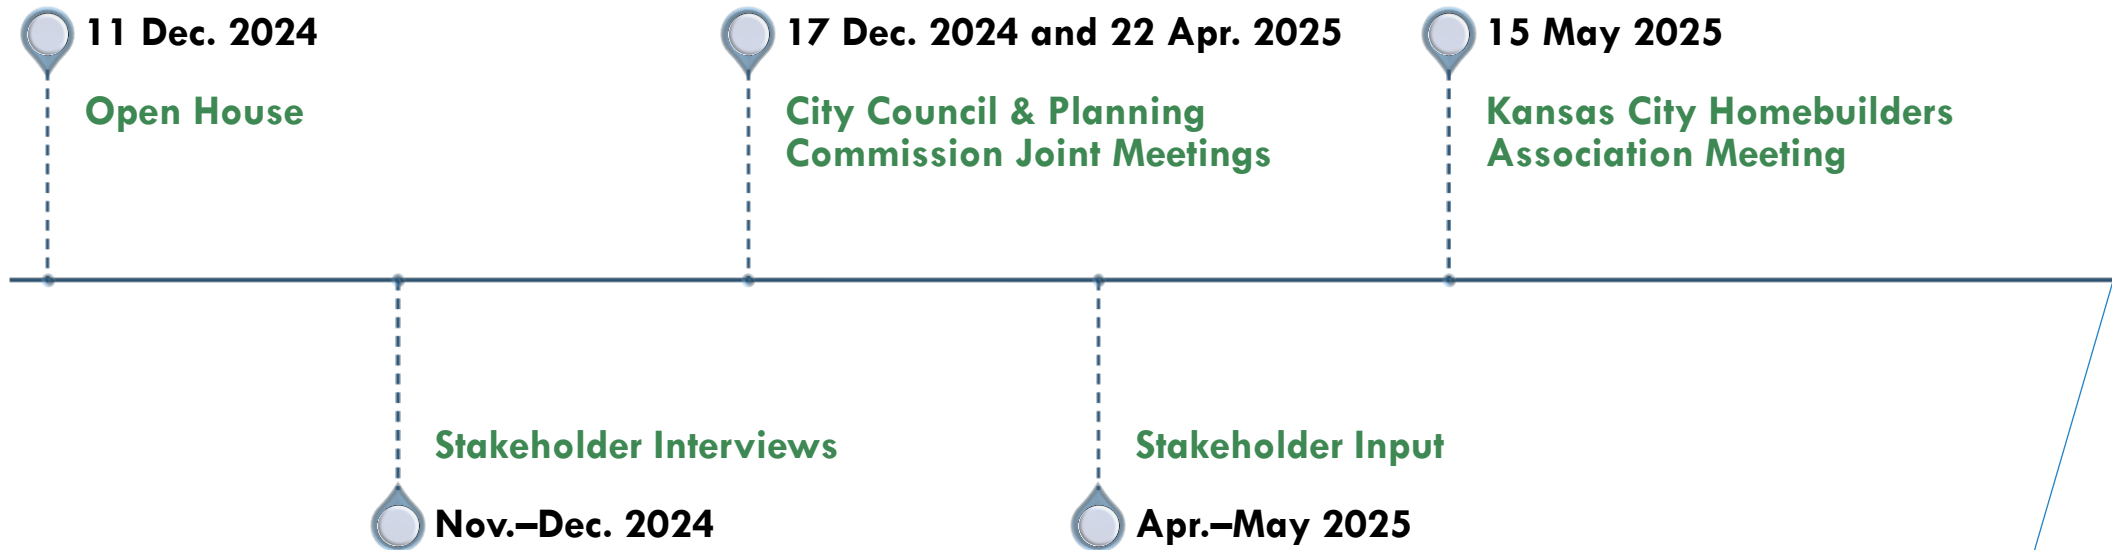 11 Dec. 2024
Open House
Stakeholder Interviews
Nov.–Dec. 2024
17 Dec. 2024 and 22 Apr. 2025
City Council & Planning
Commission Joint Meetings
Stakeholder Input
Apr.–May 2025
15 May 2025
Kansas City Homebuilders
Association Meeting